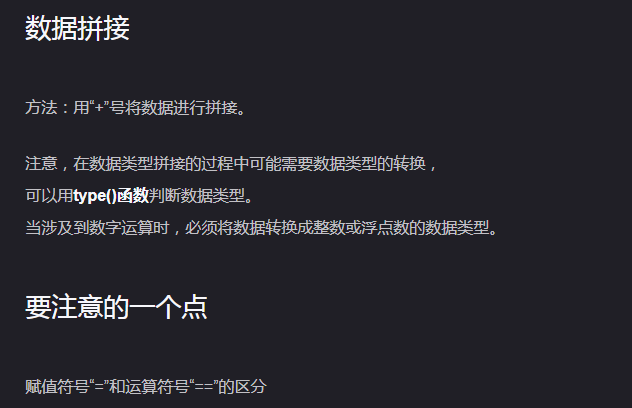 数据拼接
方法：用“+”号将数据进行拼接。
注意，在数据类型拼接的过程中可能需要数据类型的转换，
可以用type()函数判断数据类型。
当涉及到数字运算时，必须将数据转换成整数或浮点数的数据类型。
要注意的一个点
赋值符号“=”和运算符号“==”的区分